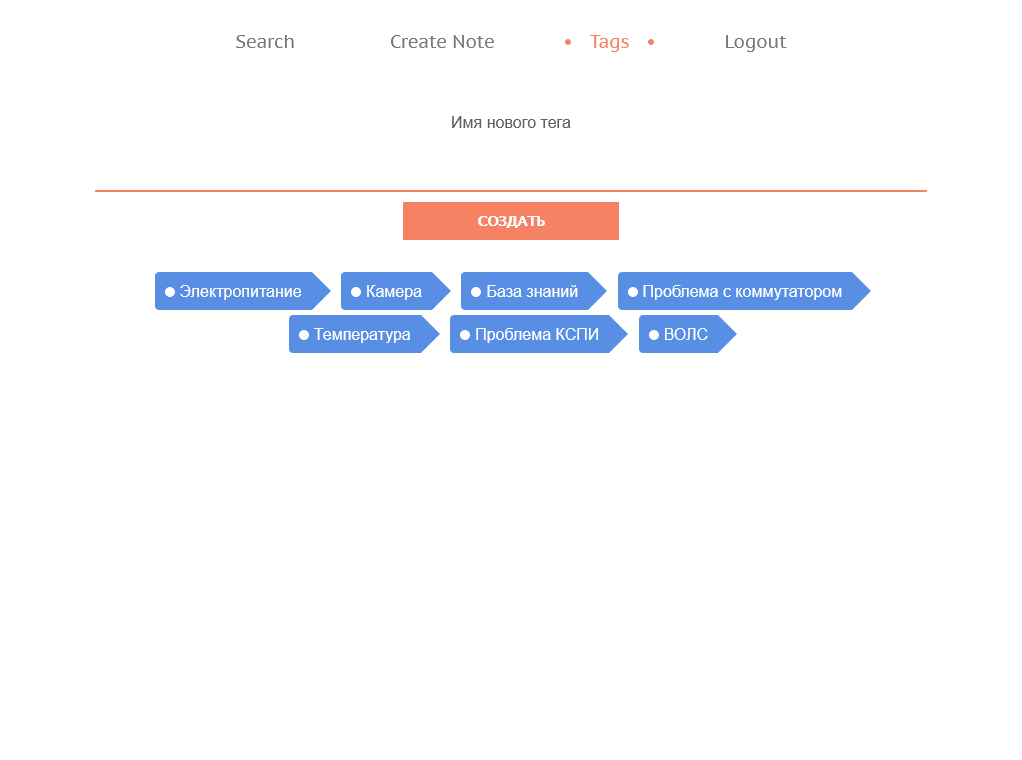 Search Create Note Tags Logout
Имя нового тега
СОЗДАТЬ
Электропитание Камера База знаний Проблема с коммутатором
Температура Проблема КСПИ ВОЛС